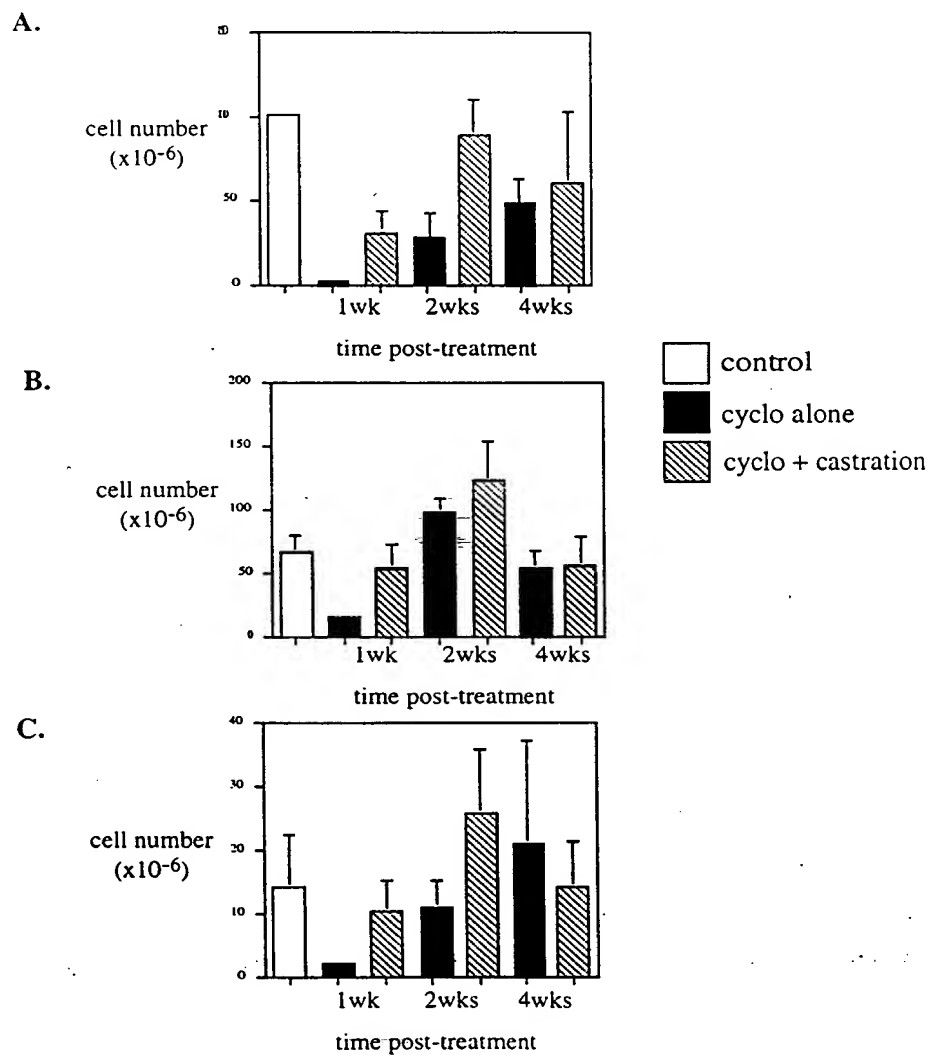 A.
cell number
(x10-6)
50
0
1wk 2wks 4wks
time post-treatment
B.
200
150
100
50
0
cell number
(x10-6)
1wk 2wks 4wks
time post-treatment
control
cyclo alone
cyclo + castration
C.
40
30
20
10
0
cell number
(x10-6)
1wk 2wks 4wks
time post-treatment